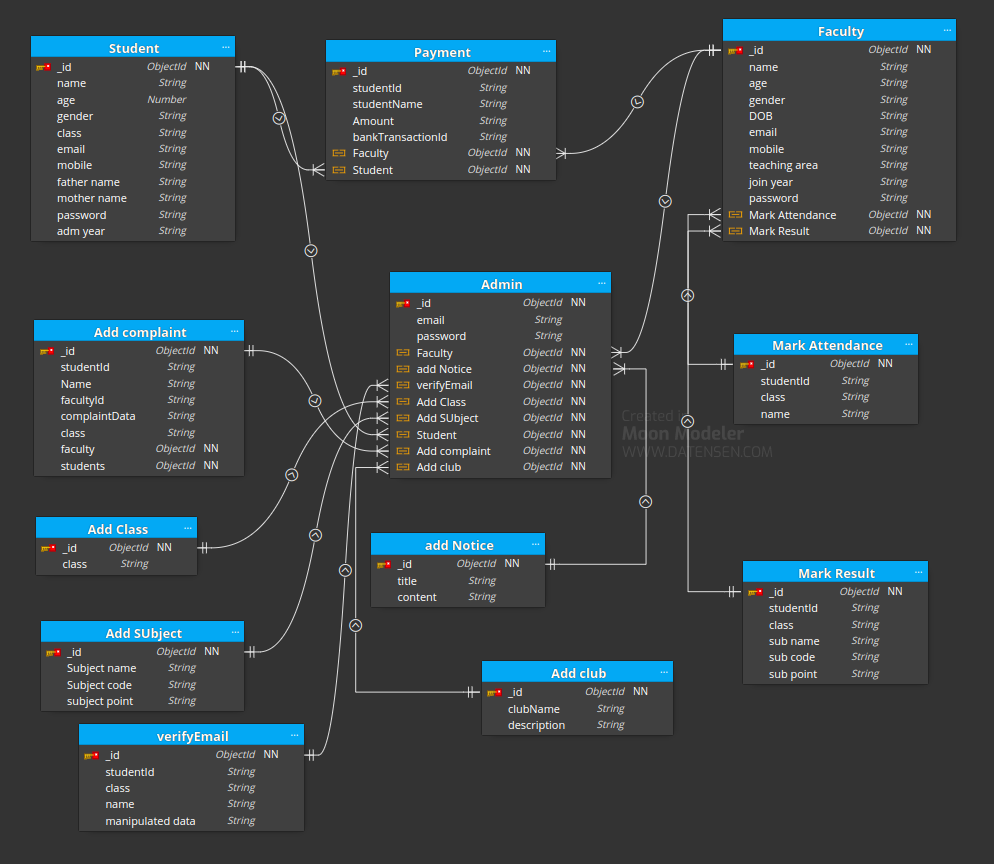 Student ...
_id ObjectId NN
name String
age Number
gender String
class String
email String
mobile String
father name String
mother name String
password String
adm year String
Payment ...
_id ObjectId NN
studentId String
studentName String
Amount String
bankTransactionId String
Faculty ObjectId NN
Student ObjectId NN
Faculty ...
_id ObjectId NN
name String
age String
gender String
DOB String
email String
mobile String
teaching area String
join year String
password String
Mark Attendance ObjectId NN
Mark Result ObjectId NN
Admin ...
_id ObjectId NN
email String
password String
Faculty ObjectId NN
add Notice ObjectId NN
verifyEmail ObjectId NN
Add Class ObjectId NN
Add SUbject ObjectId NN
Student ObjectId NN
Add complaint ObjectId NN
Add club ObjectId NN
Add complaint ...
_id ObjectId NN
studentId String
Name String
facultyId String
complaintData String
class String
faculty ObjectId NN
students ObjectId NN
Mark Attendance ...
_id ObjectId NN
studentId String
class String
name String
Created in
Moon Modeler
WWW.DATENSEN.COM
Add Class ...
_id ObjectId NN
class String
add Notice ...
_id ObjectId NN
title String
content String
Mark Result ...
_id ObjectId NN
studentId String
class String
sub name String
sub code String
sub point String
Add SUbject ...
_id ObjectId NN
Subject name String
Subject code String
subject point String
Add club ...
_id ObjectId NN
clubName String
description String
verifyEmail ...
_id ObjectId NN
studentId String
class String
name String
manipulated data String